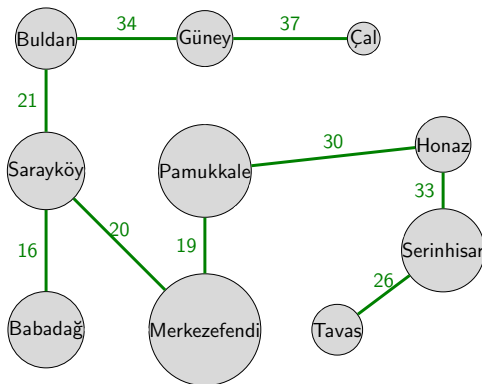 34
37
Buldan
Güney
Çal
21
30
Honaz
Sarayköy
Pamukkale
33
20
16
19
Serinhisar
26
Babadağ
Merkezefendi
Tavas